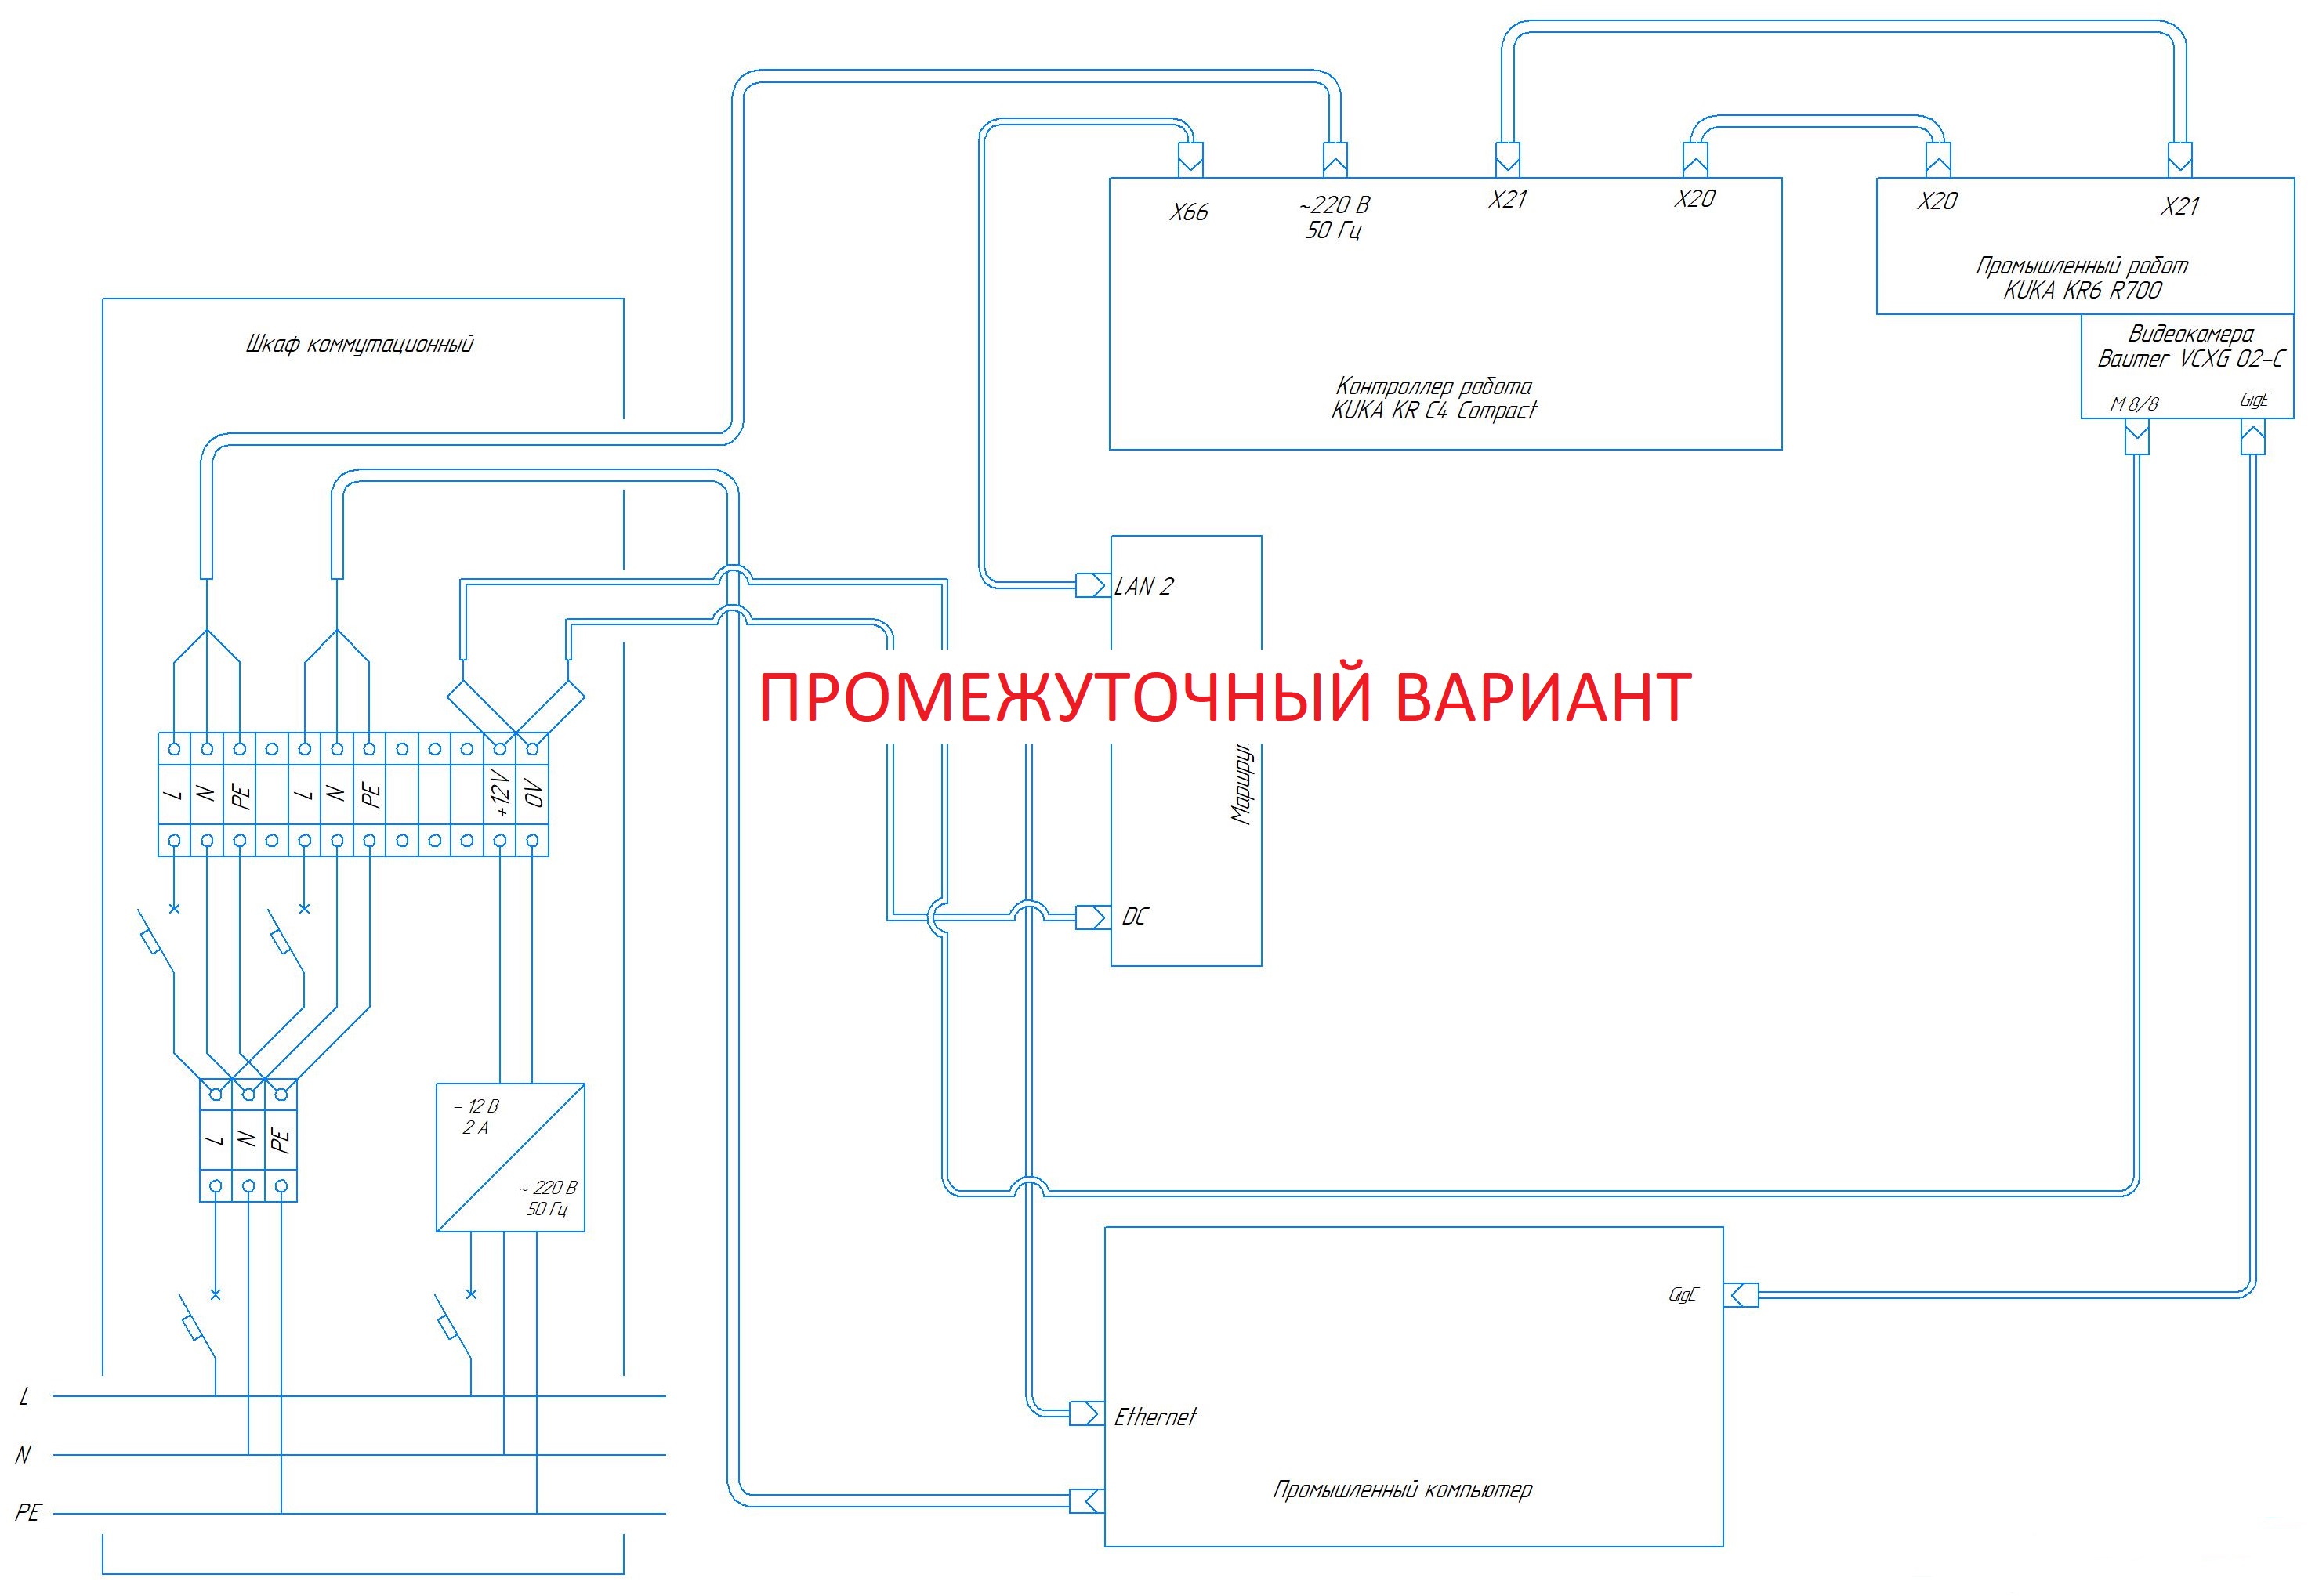 X66
~220 В
50 Гц
X21
X20
X20
X21
Промышленный робот
KUKA KR6 R700
Видеокамера
Baumer VCXG 02-C
M 8/8
GigE
Контроллер робота
KUKA KR C4 Compact
Шкаф коммутационный
LAN 2
ПРОМЕЖУТОЧНЫЙ ВАРИАНТ
L
N
PE
L
N
PE
+12V
0V
DC
L
N
PE
- 12 В
2 А
~ 220 В
50 Гц
GigE
L
Ethernet
N
Промышленный компьютер
PE